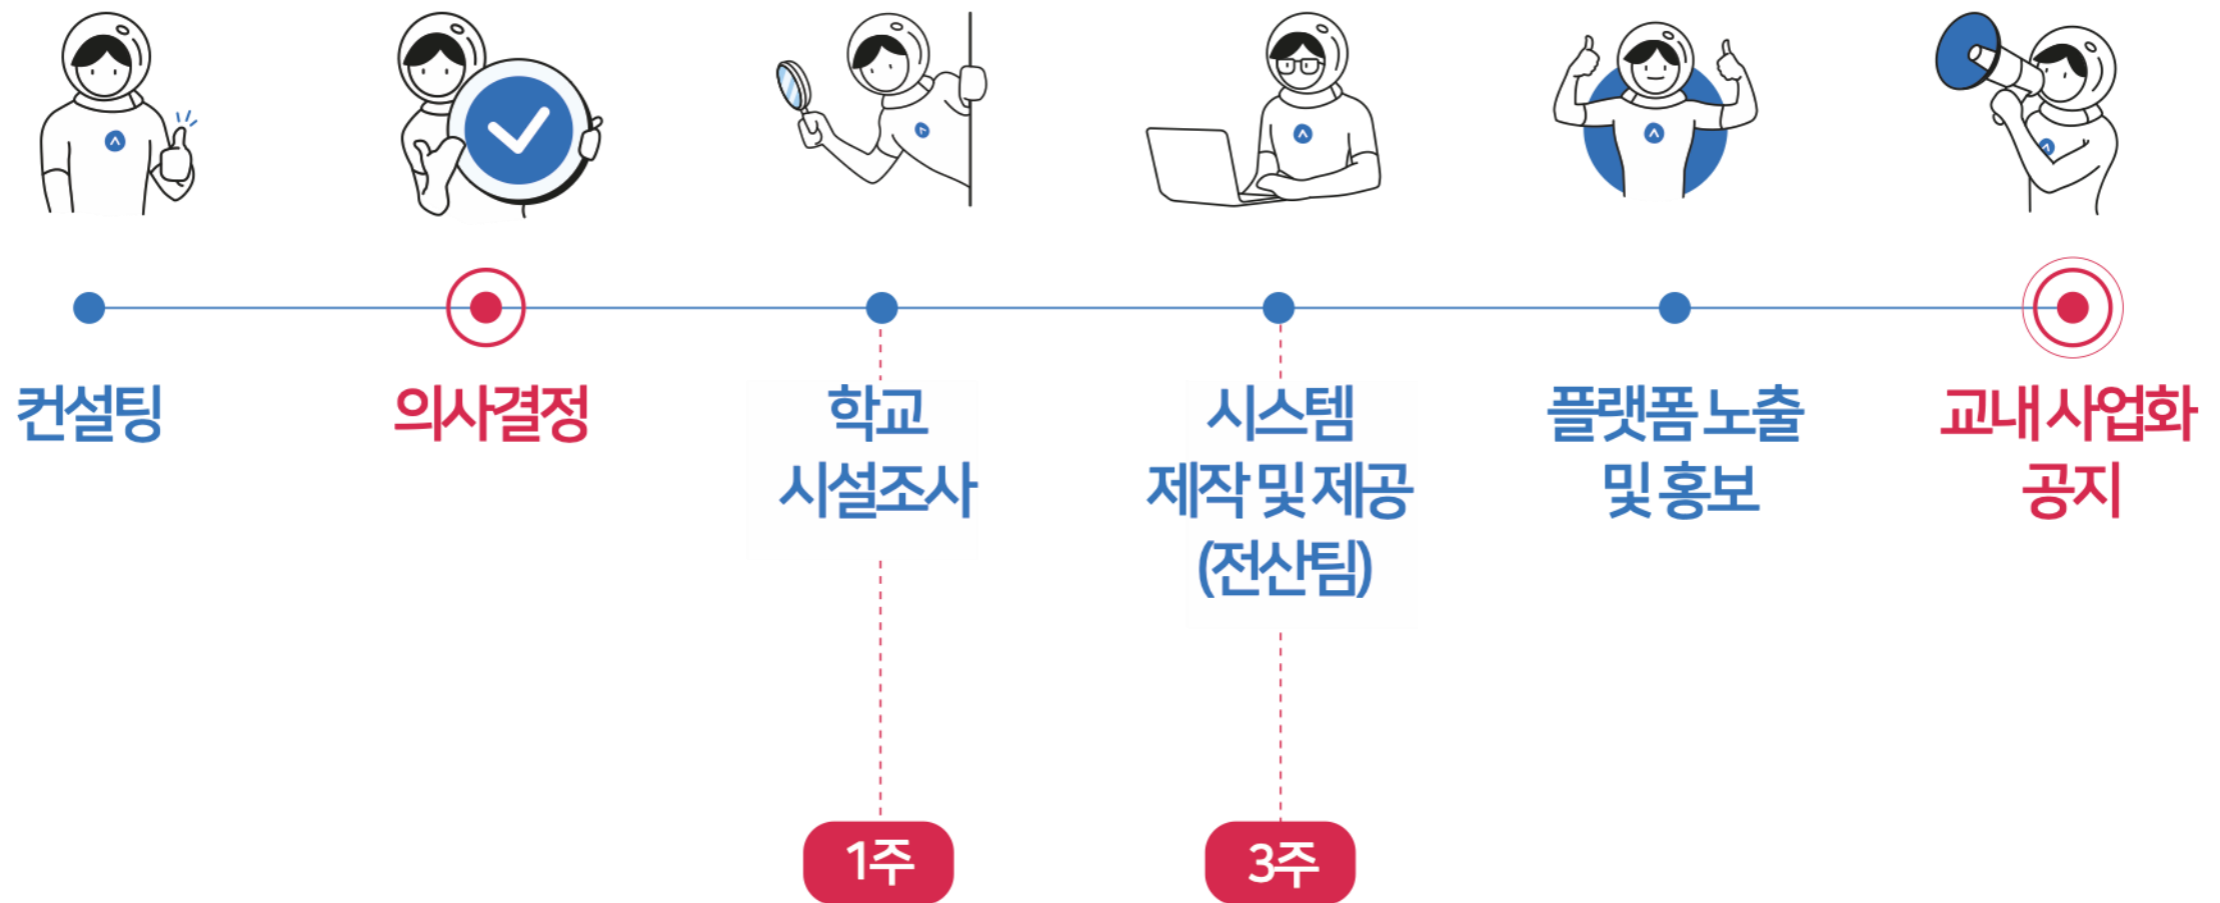 컨설팅
의사결정
학교
시설조사
시스템
제작 및 제공
(전산팀)
플랫폼 노출
및 홍보
교내 사업화
공지
1주
3주